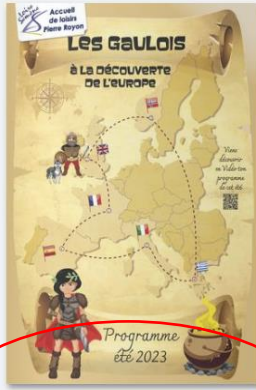 Accueil
de loisirs
Pierre Royon
LES GAULOIS
À LA DÉCOUVERTE
DE L'EUROPE
Viens
découvrir
en Vidéo ton
programme
de cet été
Programme
été 2023